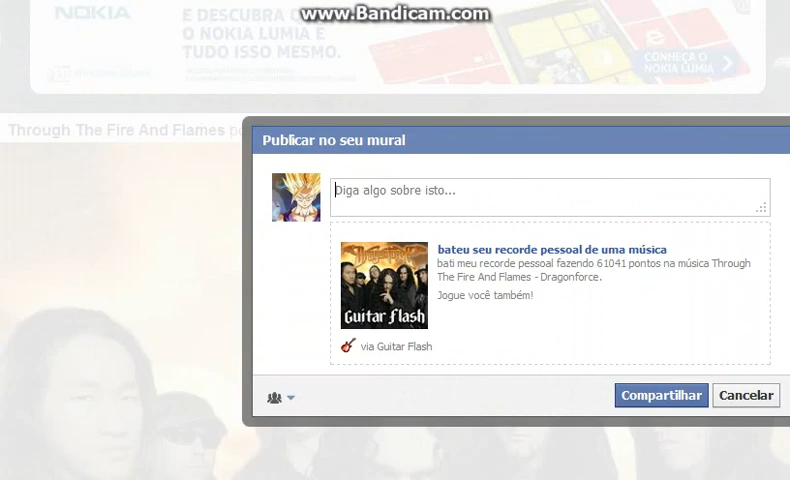 www.Bandicam.com
NOKIA
E DESCUBRA
O NOKIA LUMIA E
TUDO ISSO MESMO.
CONHEÇA O
NOKIA LUMIA
Through The Fire And Flames
Publicar no seu mural
Diga algo sobre isto...
bateu seu recorde pessoal de uma música
bati meu recorde pessoal fazendo 61041 pontos na música Through
The Fire And Flames - Dragonforce.
Jogue você também!
DRAGONFORCE
Guitar Flash
via Guitar Flash
Compartilhar Cancelar